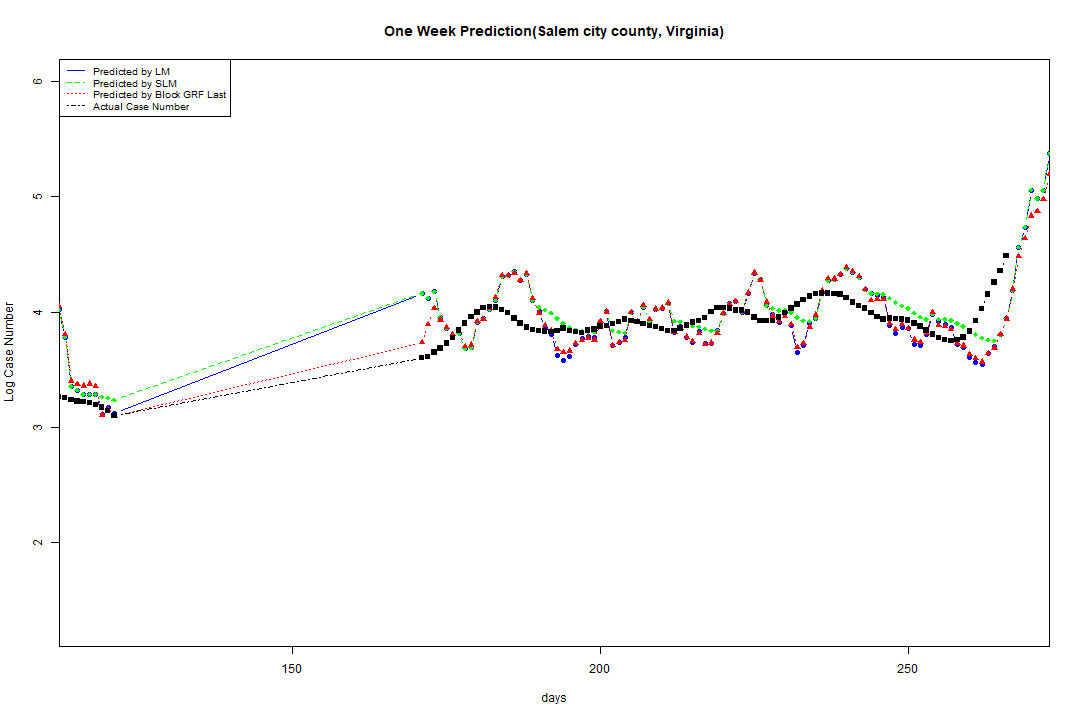 One Week Prediction(Salem city county, Virginia)
Predicted by LM
Predicted by SLM
Predicted by Block GRF Last
Actual Case Number
Log Case Number
6
5
4
3
2
150 200 250
days